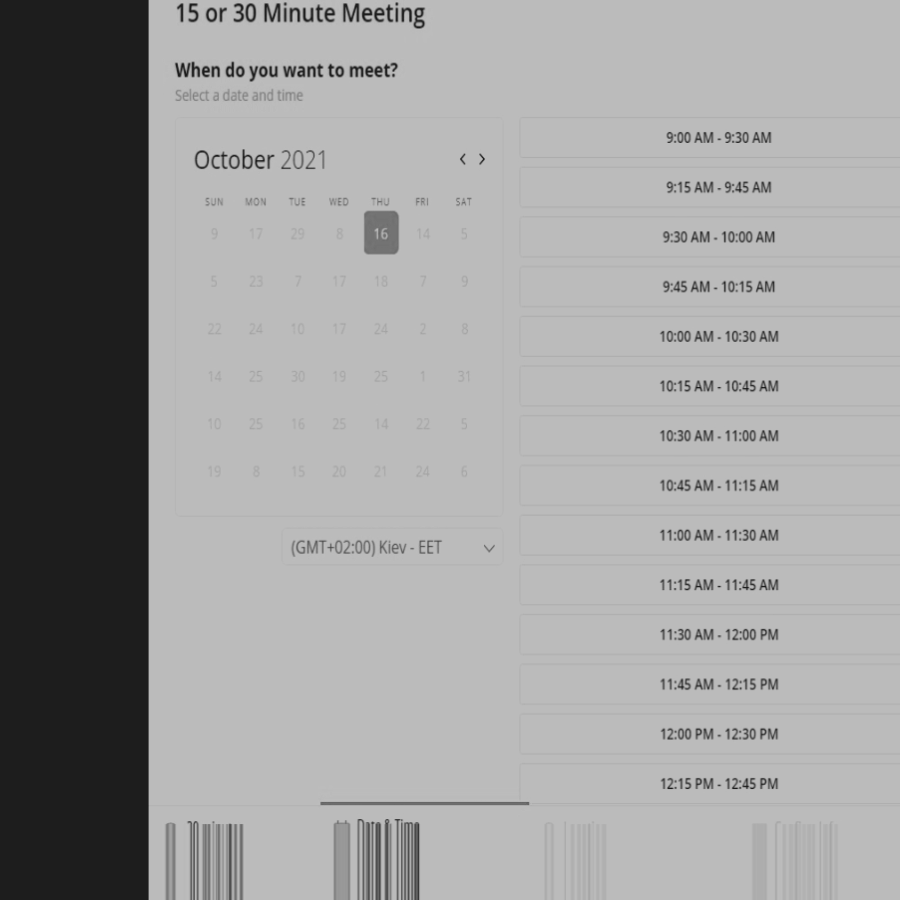 15 or 30 Minute Meeting
When do you want to meet?
Select a date and time
October 2021
SUN MON TUE WED THU FRI SAT
9 17 29 8 16 14 5
5 23 7 17 18 7 9
22 24 10 17 24 2 8
14 25 30 19 25 1 31
10 25 16 25 14 22 5
19 8 15 20 21 24 6
(GMT+02:00) Kiev - EET
9:00 AM - 9:30 AM
9:15 AM - 9:45 AM
9:30 AM - 10:00 AM
9:45 AM - 10:15 AM
10:00 AM - 10:30 AM
10:15 AM - 10:45 AM
10:30 AM - 11:00 AM
10:45 AM - 11:15 AM
11:00 AM - 11:30 AM
11:15 AM - 11:45 AM
11:30 AM - 12:00 PM
11:45 AM - 12:15 PM
12:00 PM - 12:30 PM
12:15 PM - 12:45 PM
Date & Time